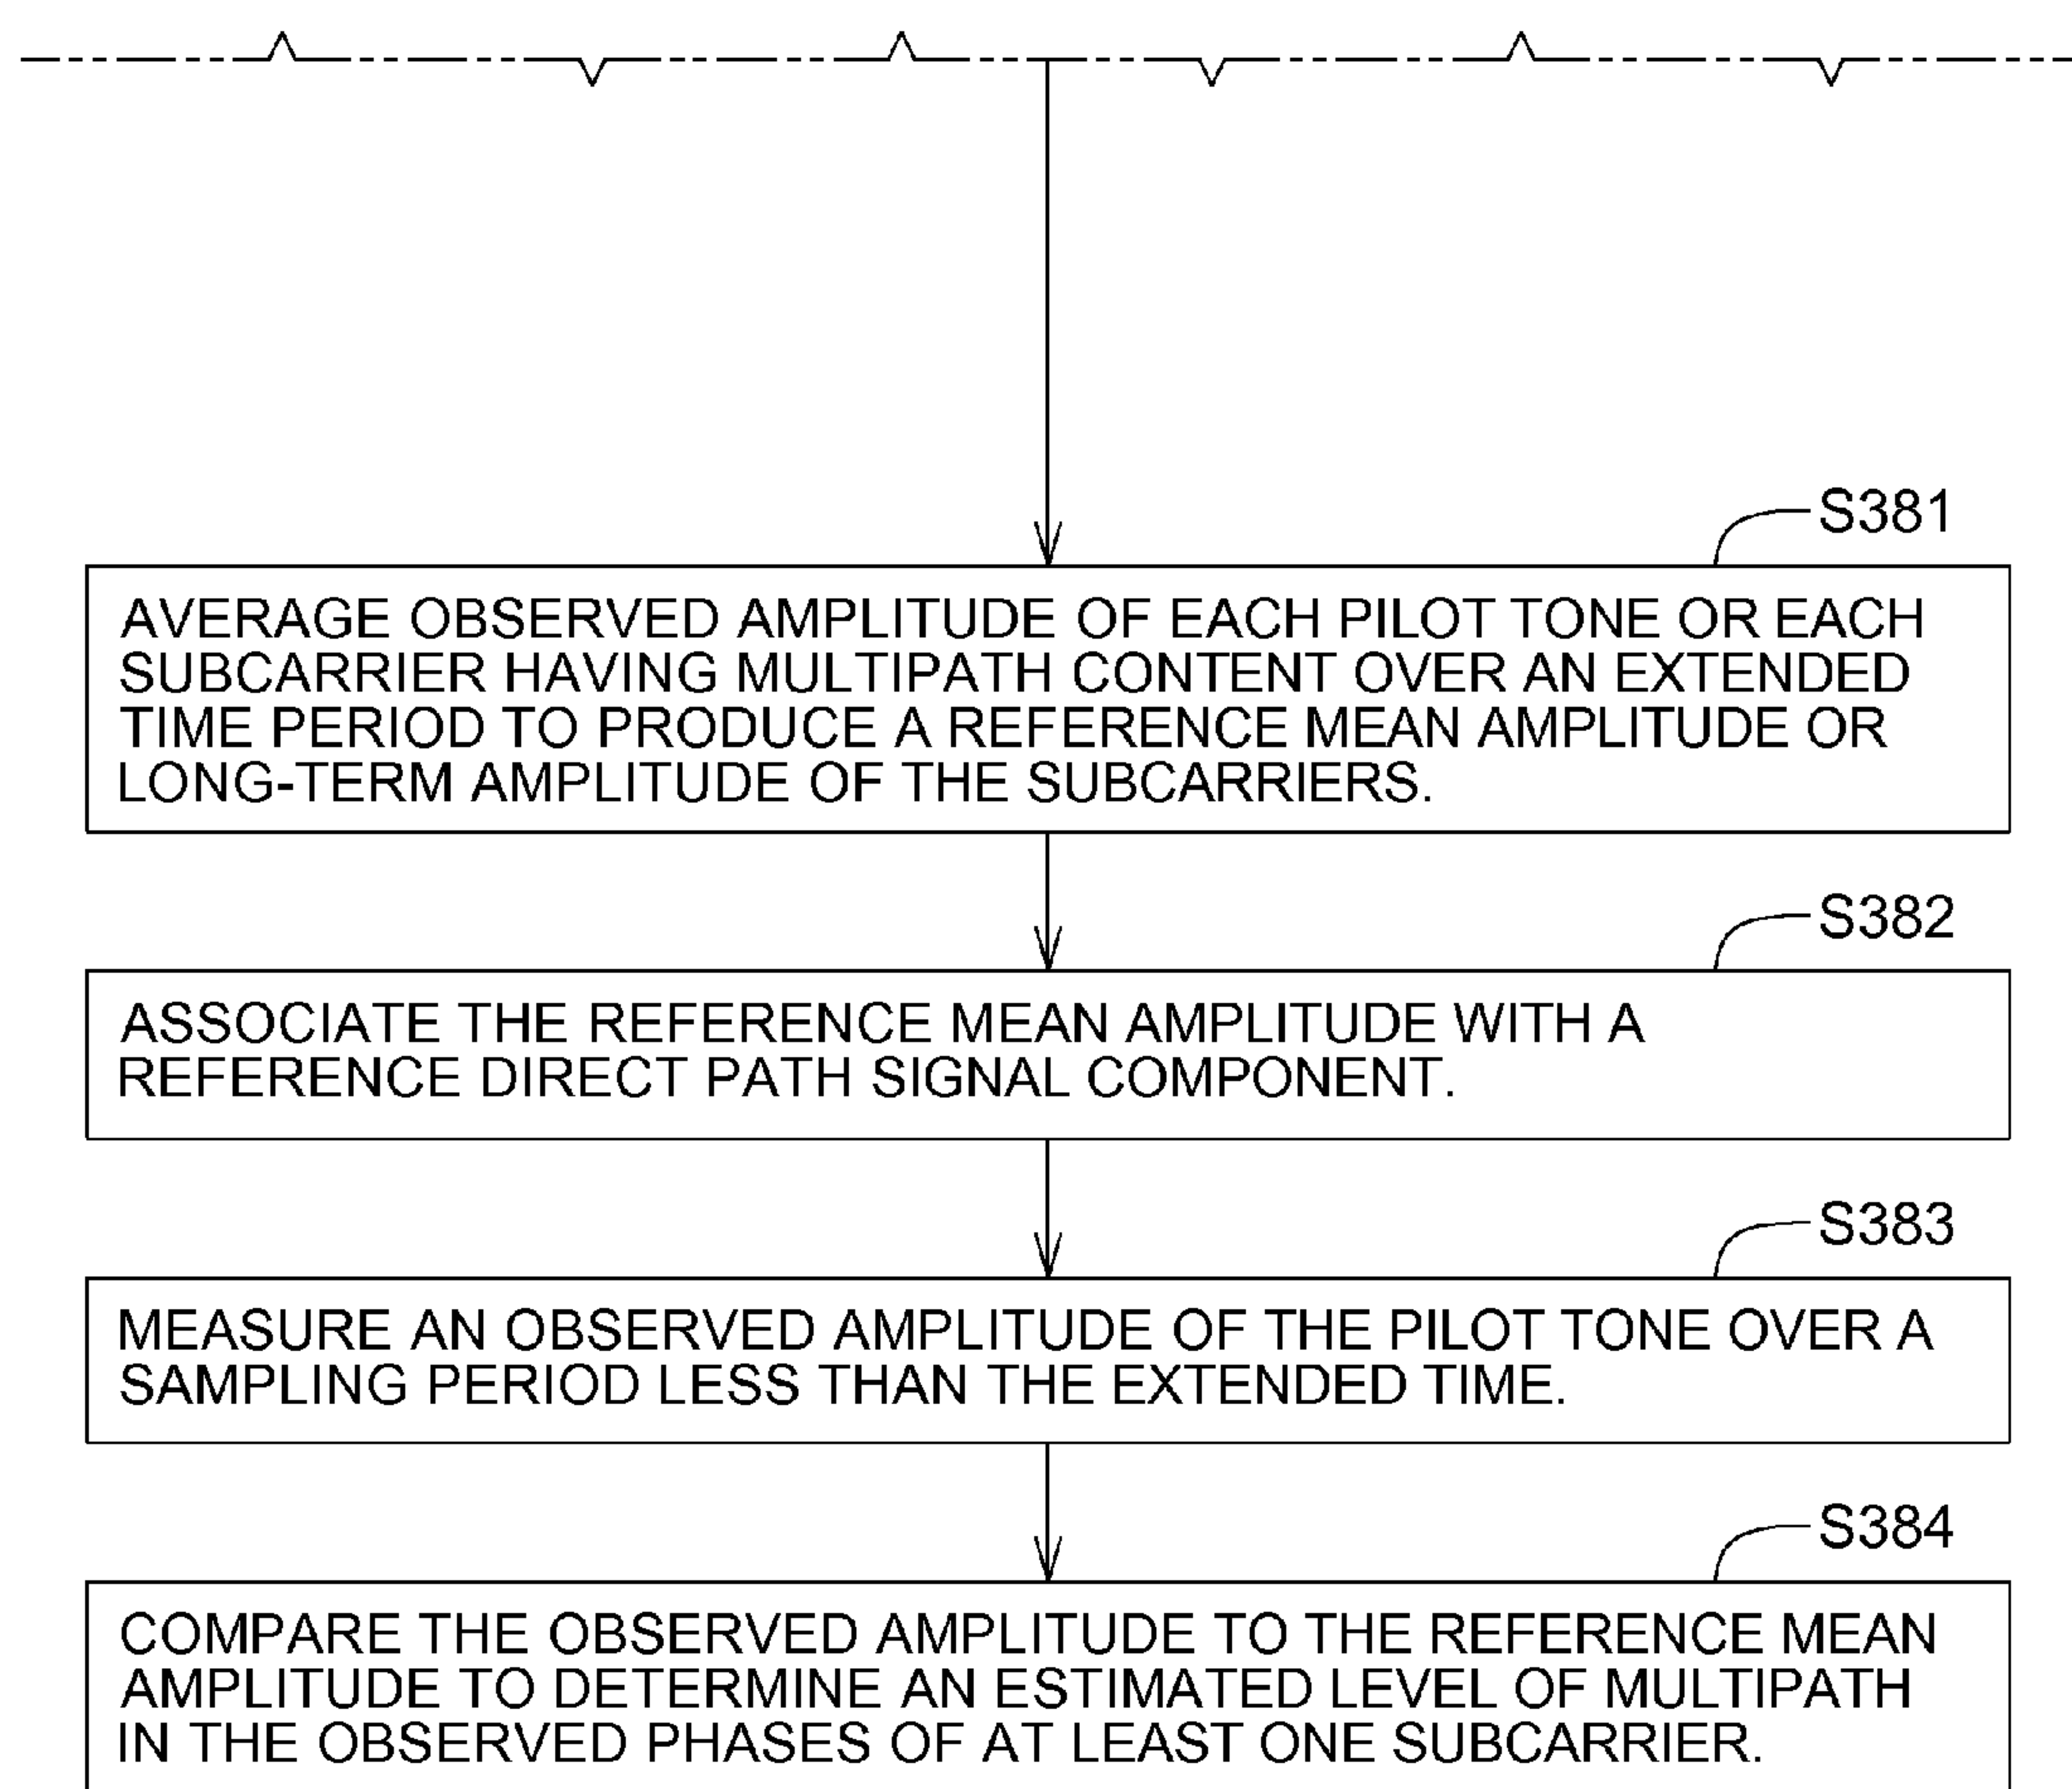 S381
AVERAGE OBSERVED AMPLITUDE OF EACH PILOT TONE OR EACH
SUBCARRIER HAVING MULTIPATH CONTENT OVER AN EXTENDED
TIME PERIOD TO PRODUCE A REFERENCE MEAN AMPLITUDE OR
LONG-TERM AMPLITUDE OF THE SUBCARRIERS.
S382
ASSOCIATE THE REFERENCE MEAN AMPLITUDE WITH A
REFERENCE DIRECT PATH SIGNAL COMPONENT.
S383
MEASURE AN OBSERVED AMPLITUDE OF THE PILOT TONE OVER A
SAMPLING PERIOD LESS THAN THE EXTENDED TIME.
S384
COMPARE THE OBSERVED AMPLITUDE TO THE REFERENCE MEAN
AMPLITUDE TO DETERMINE AN ESTIMATED LEVEL OF MULTIPATH
IN THE OBSERVED PHASES OF AT LEAST ONE SUBCARRIER.